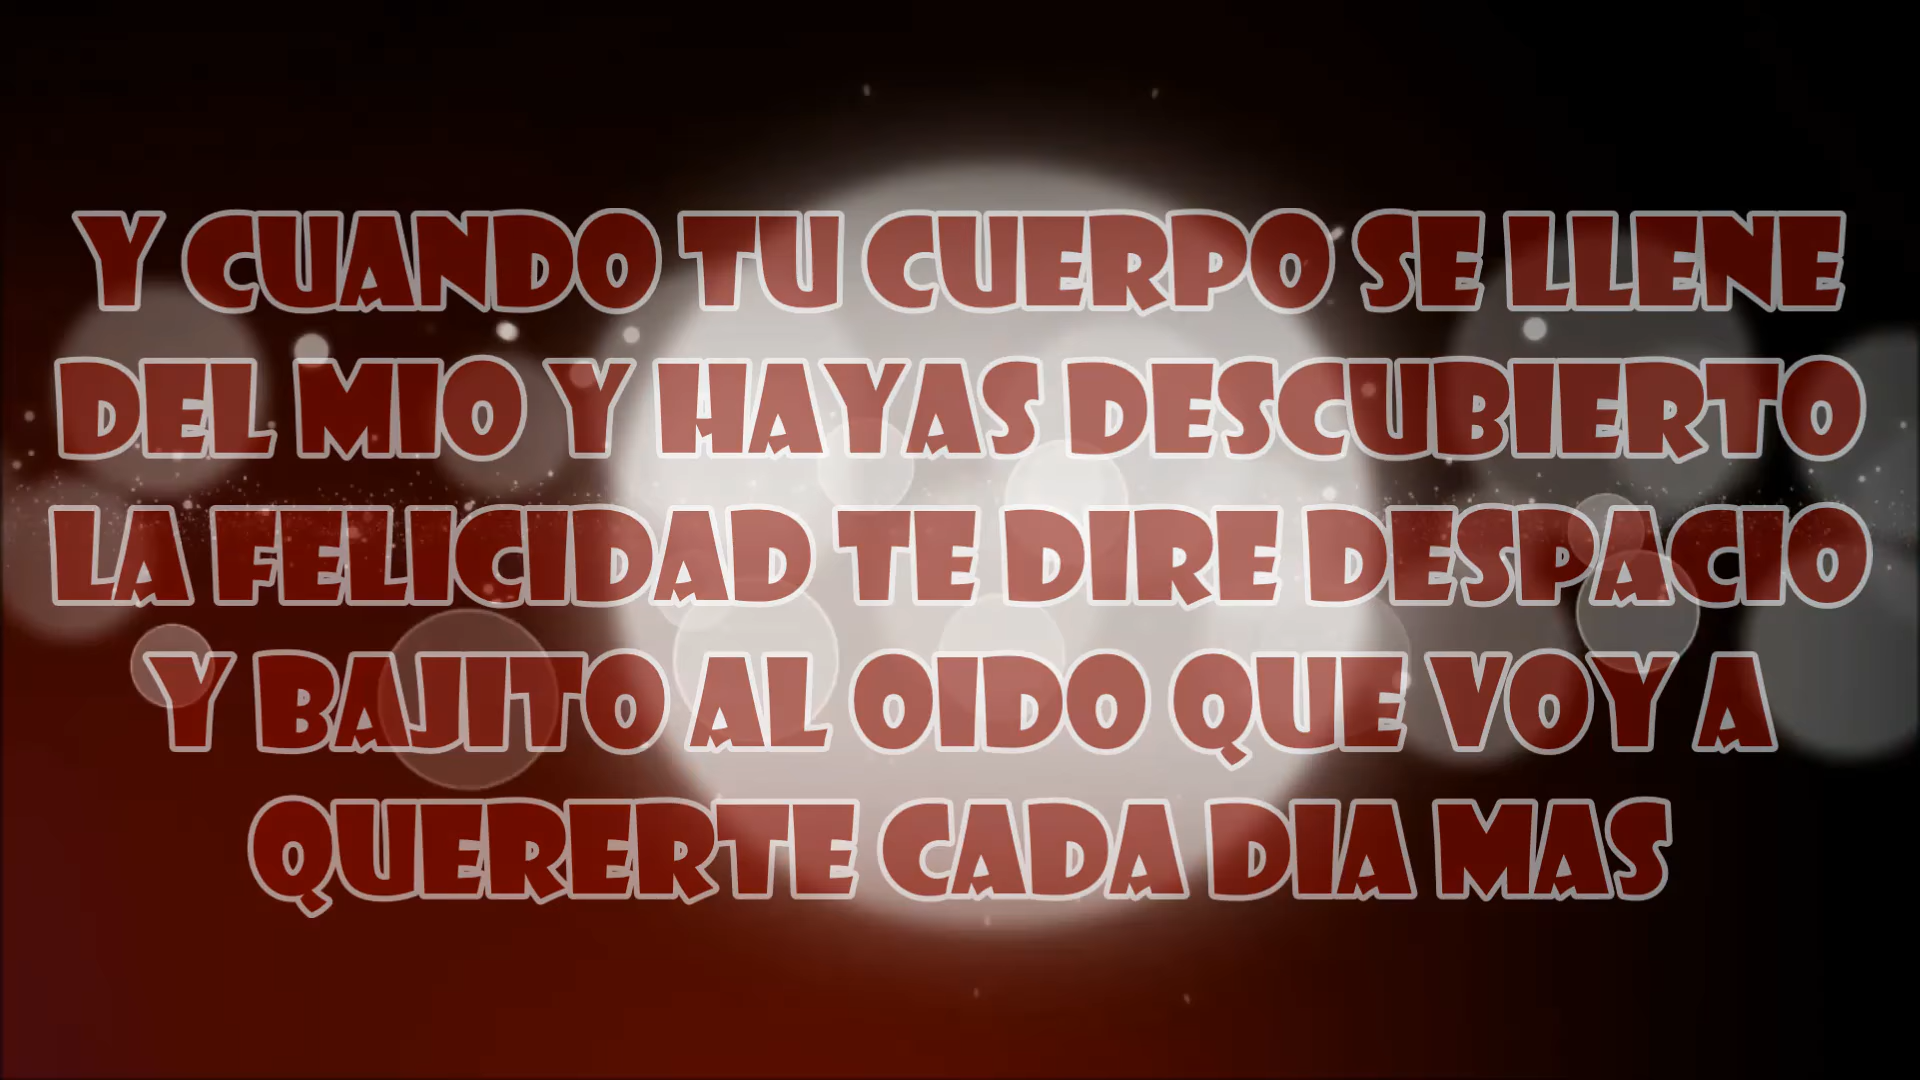 Y CUANDO TU CUERPO SE LLENE
DEL MIO Y HAYAS DESCUBIERTO
LA FELICIDAD TE DIRE DESPACIO
Y BAJITO AL OIDO QUE VOY A
QUERERTE CADA DIA MAS